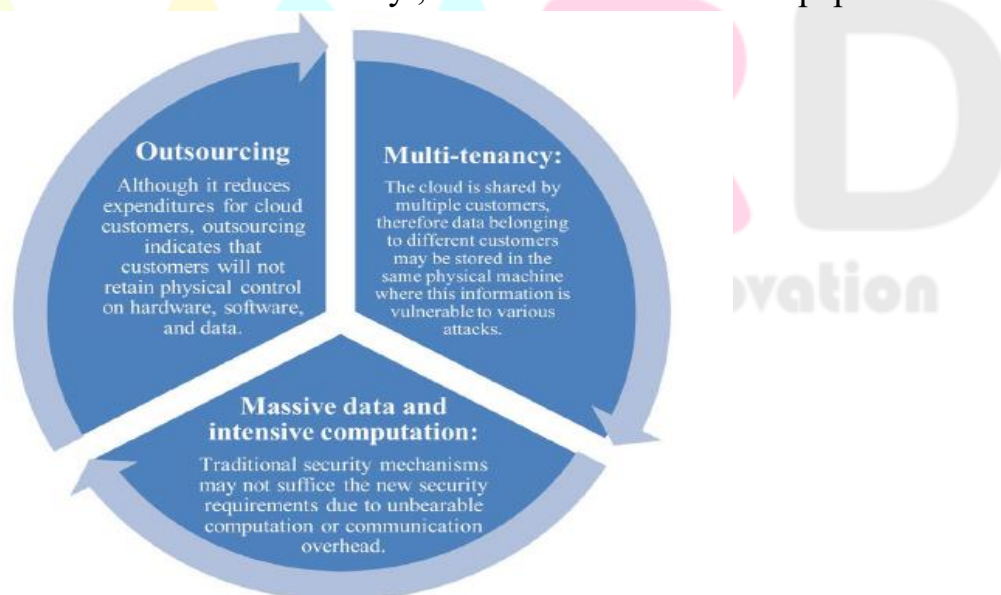 Outsourcing
Although it reduces
expenditures for cloud
customers, outsourcing
indicates that
customers will not
retain physical control
on hardware, software,
and data.
Multi-tenancy:
The cloud is shared by
multiple customers,
therefore data belonging
to different customers
may be stored in the
same physical machine
where this information is
vulnerable to various
attacks.
Massive data and
intensive computation:
Traditional security mechanisms
may not suffice the new security
requirements due to unbearable
computation or communication
overhead.
RD
ovation